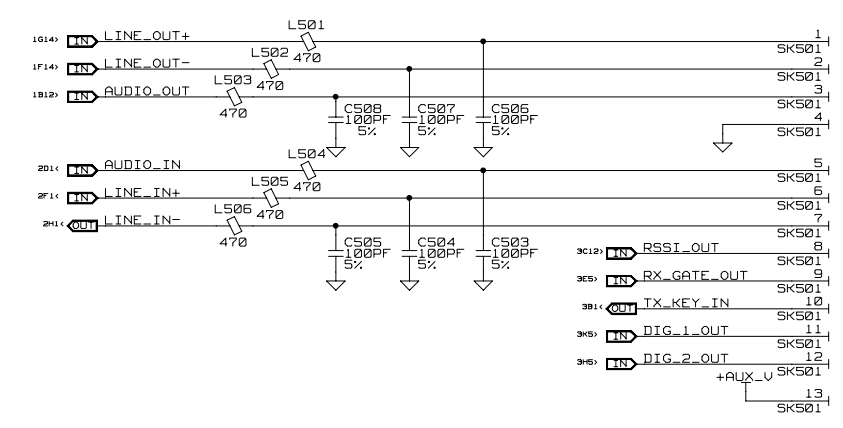 L501
1G14> IN LINE_OUT+ 470 1 SK501
L502
1F14> IN LINE_OUT- 470 2 SK501
L503
1B12> IN AUDIO_OUT 470 3 SK501
C508 100PF 5% C507 100PF 5% C506 100PF 5%
4 SK501
L504
2D1< IN AUDIO_IN 470 5 SK501
L505
2F1< IN LINE_IN+ 470 6 SK501
L506
2H1< OUT LINE_IN- 470 7 SK501
C505 100PF 5% C504 100PF 5% C503 100PF 5%
3C12> IN RSSI_OUT 8 SK501
3E5> IN RX_GATE_OUT 9 SK501
3B1< OUT TX_KEY_IN 10 SK501
3K5> IN DIG_1_OUT 11 SK501
3H5> IN DIG_2_OUT 12 SK501
+AUX_V
13 SK501